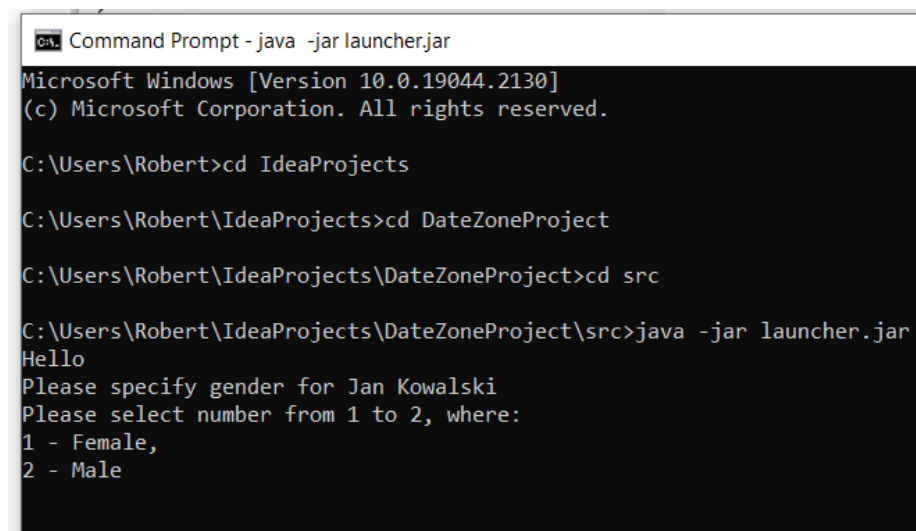 Command Prompt - java  -jar launcher.jar
Microsoft Windows [Version 10.0.19044.2130]
(c) Microsoft Corporation. All rights reserved.
C:\Users\Robert>cd IdeaProjects
C:\Users\Robert\IdeaProjects>cd DateZoneProject
C:\Users\Robert\IdeaProjects\DateZoneProject>cd src
C:\Users\Robert\IdeaProjects\DateZoneProject\src>java -jar launcher.jar
Hello
Please specify gender for Jan Kowalski
Please select number from 1 to 2, where:
1 - Female,
2 - Male